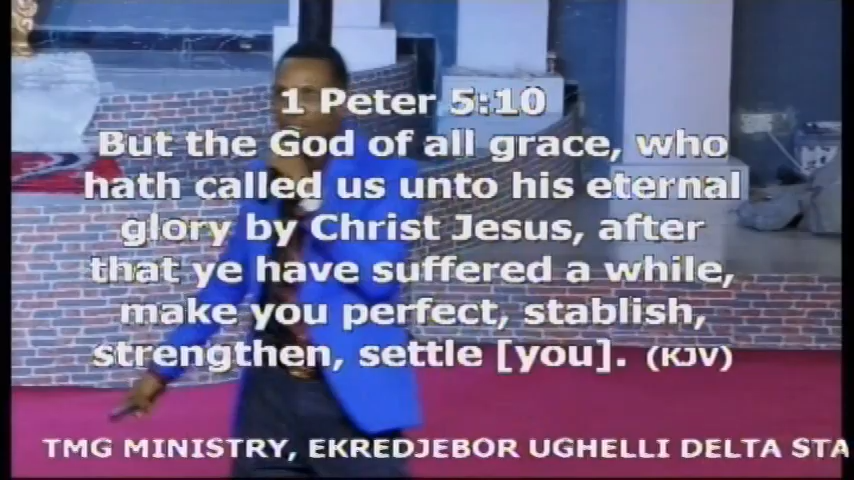 1 Peter 5:10
But the God of all grace, who
hath called us unto his eternal
glory by Christ Jesus, after
that ye have suffered a while,
make you perfect, stablish,
strengthen, settle [you]. (KJV)
TMG MINISTRY, EKREDJEBOR UGHELLI DELTA STA